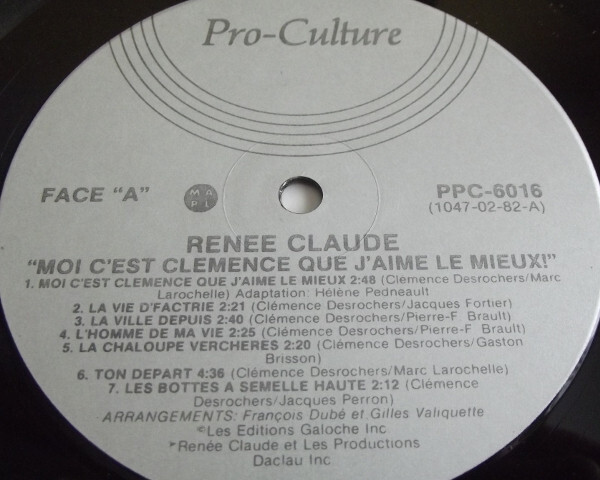 Pro-Culture
FACE "A"
M A
P L
PPC-6016
(1047-02-82-A)
RENEE CLAUDE
"MOI C'EST CLEMENCE QUE J'AIME LE MIEUX!"
1. MOI C'EST CLEMENCE QUE J'AIME LE MIEUX 2:48 (Clémence Desrochers/Marc
Larochelle) Adaptation: Hélène Pedneault
2. LA VIE D'FACTRIE 2:21 (Clémence Desrochers/Jacques Fortier)
3. LA VILLE DEPUIS 2:40 (Clémence Desrochers/Pierre-F Brault)
4. L'HOMME DE MA VIE 2:25 (Clémence Desrochers/Pierre-F Brault)
5. LA CHALOUPE VERCHERES 2:20 (Clémence Desrochers/Gaston
Brisson)
6. TON DEPART 4:36 (Clémence Desrochers/Marc Larochelle)
7. LES BOTTES A SEMELLE HAUTE 2:12 (Clémence
Desrochers/Jacques Perron)
ARRANGEMENTS: François Dubé et Gilles Valiquette
©Les Editions Galoche Inc.
Renée Claude et Les Productions
Daclau Inc